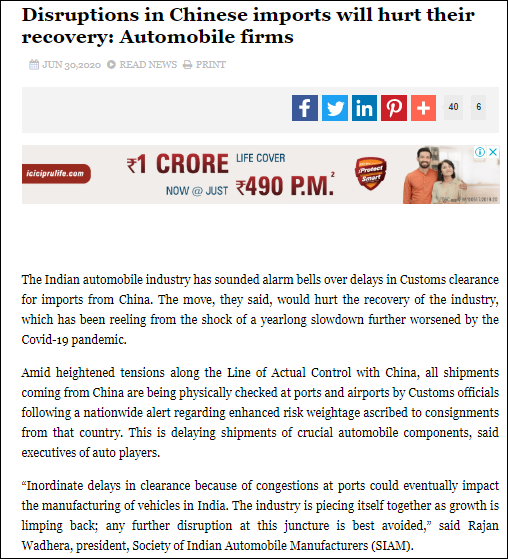 Disruptions in Chinese imports will hurt their
recovery: Automobile firms
JUN 30,2020 READ NEWS PRINT
40 6
iciciprulife.com
₹1 CRORE LIFE COVER
NOW @ JUST ₹490 P.M.²
iProtect
Smart
The Indian automobile industry has sounded alarm bells over delays in Customs clearance
for imports from China. The move, they said, would hurt the recovery of the industry,
which has been reeling from the shock of a yearlong slowdown further worsened by the
Covid-19 pandemic.
Amid heightened tensions along the Line of Actual Control with China, all shipments
coming from China are being physically checked at ports and airports by Customs officials
following a nationwide alert regarding enhanced risk weightage ascribed to consignments
from that country. This is delaying shipments of crucial automobile components, said
executives of auto players.
“Inordinate delays in clearance because of congestions at ports could eventually impact
the manufacturing of vehicles in India. The industry is piecing itself together as growth is
limping back; any further disruption at this juncture is best avoided,” said Rajan
Wadhera, president, Society of Indian Automobile Manufacturers (SIAM).